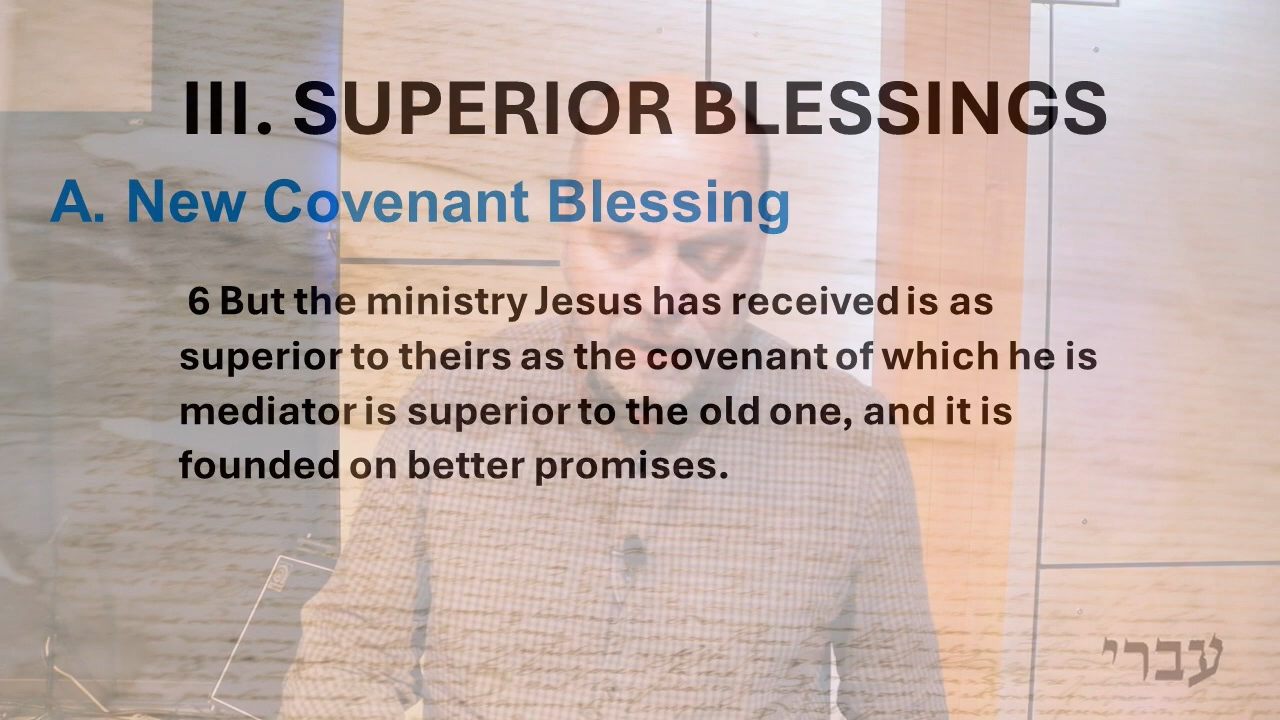 III. SUPERIOR BLESSINGS
A. New Covenant Blessing
6 But the ministry Jesus has received is as
superior to theirs as the covenant of which he is
mediator is superior to the old one, and it is
founded on better promises.
עברי